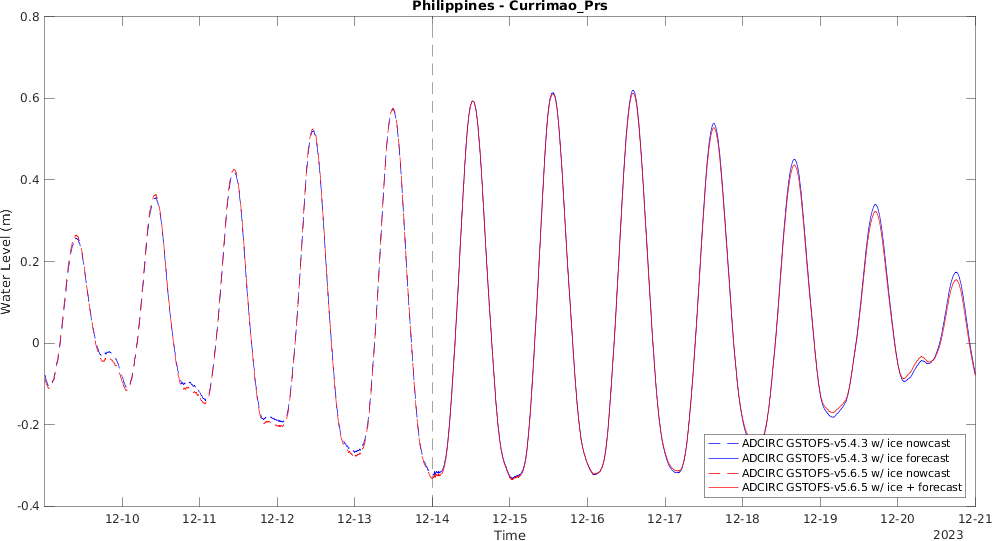 Philippines - Currimao_Prs
0.8
0.6
0.4
0.2
0
-0.2
-0.4
Water Level (m)
12-10 12-11 12-12 12-13 12-14 12-15 12-16 12-17 12-18 12-19 12-20 12-21
Time
2023
ADCIRC GSTOFS-v5.4.3 w/ ice nowcast
ADCIRC GSTOFS-v5.4.3 w/ ice forecast
ADCIRC GSTOFS-v5.6.5 w/ ice nowcast
ADCIRC GSTOFS-v5.6.5 w/ ice + forecast